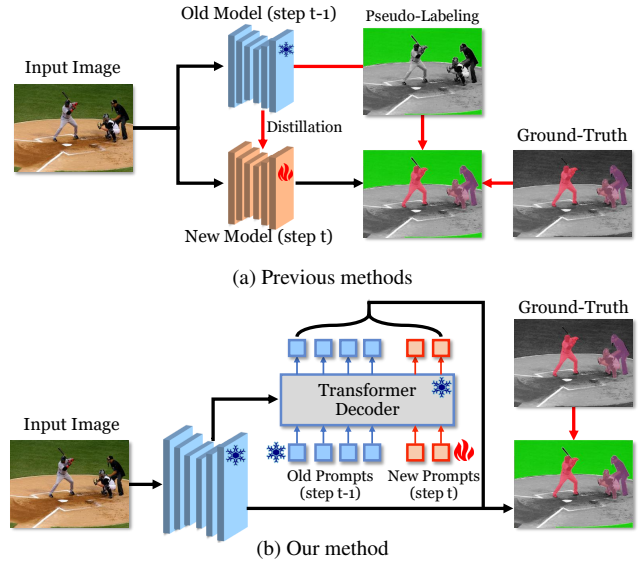 Old Model (step t-1)
Pseudo-Labeling
Input Image
Distillation
Ground-Truth
New Model (step t)
(a) Previous methods
Ground-Truth
Transformer
Decoder
Input Image
Old Prompts
(step t-1)
New Prompts
(step t)
(b) Our method